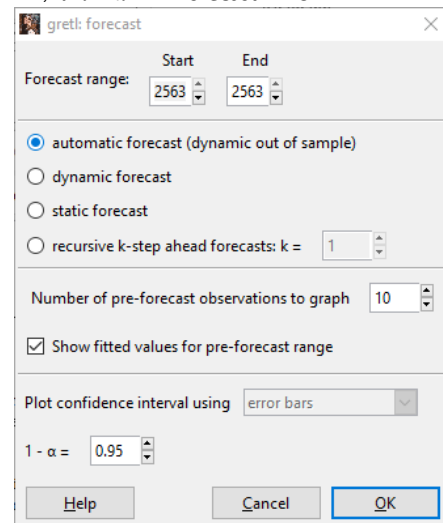 gretl: forecast
Start End
Forecast range: 2563 2563
automatic forecast (dynamic out of sample)
dynamic forecast
static forecast
recursive k-step ahead forecasts: k = 1
Number of pre-forecast observations to graph 10
Show fitted values for pre-forecast range
Plot confidence interval using error bars
1 - α = 0.95
Help Cancel OK